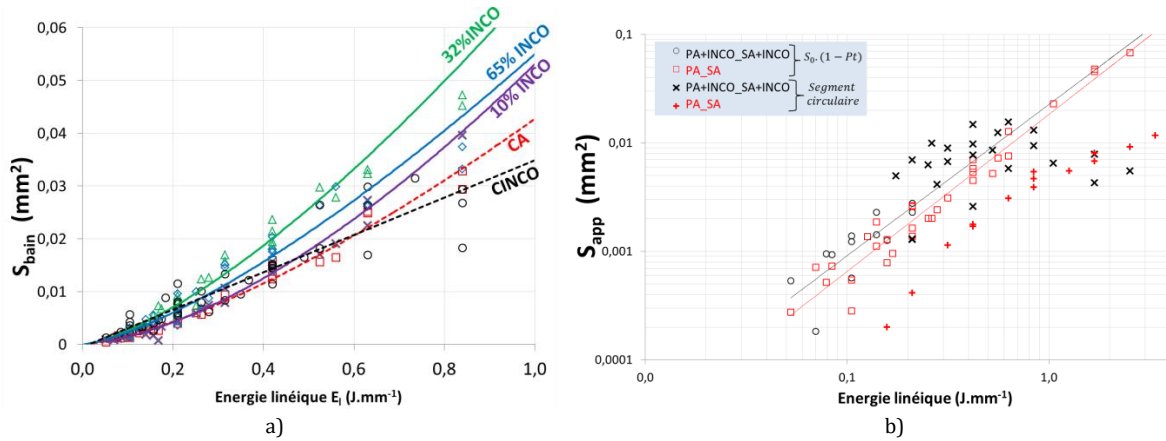 a)
0,06
0,05
0,04
0,03
0,02
0,01
0
S_bain (mm²)
32%INCO
65% INCO
10% INCO
CA
CINCO
0,0 0,2 0,4 0,6 0,8 1,0
Energie linéique E_l (J.mm⁻¹)
a)
b)
0,1
0,01
0,001
0,0001
S_app (mm²)
PA+INCO_SA+INCO
PA_SA
S₀.(1 − Pt)
PA+INCO_SA+INCO
PA_SA
Segment
circulaire
0,0 0,1 1,0
Energie linéique (J.mm⁻¹)
b)